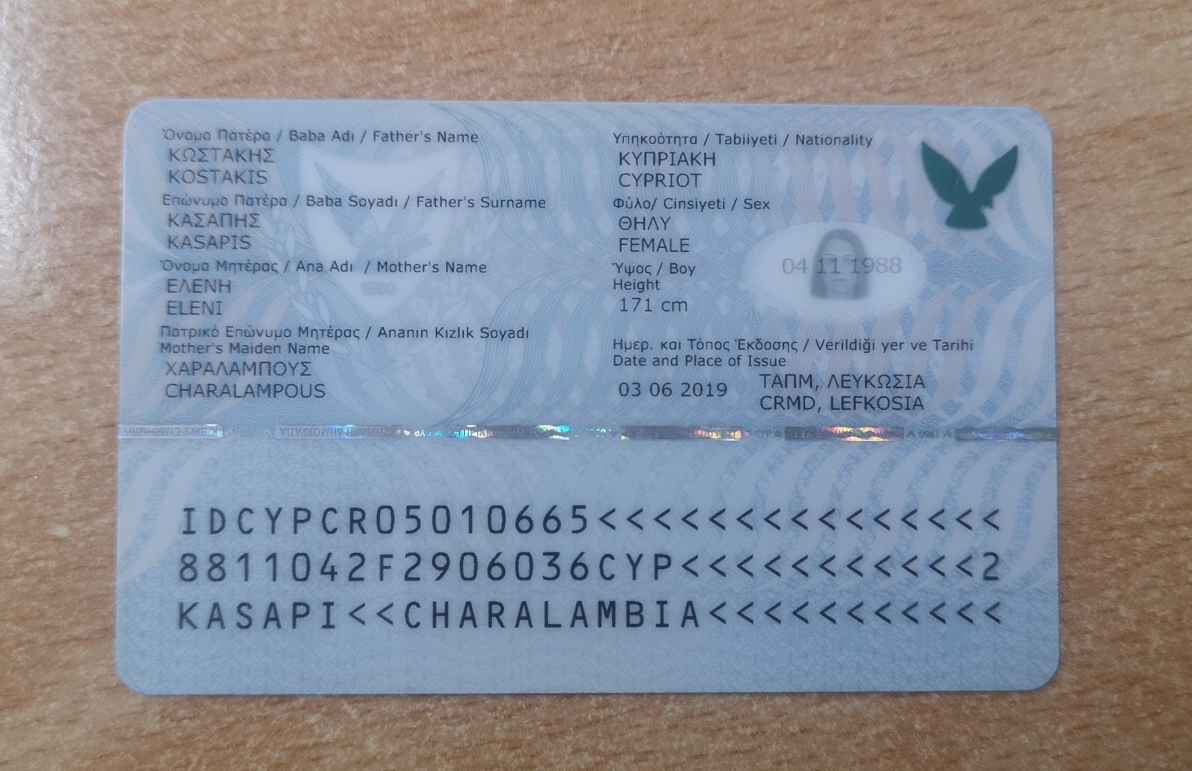 Όνομα Πατέρα / Baba Adı / Father's Name
ΚΩΣΤΑΚΗΣ
KOSTAKIS
Επώνυμο Πατέρα / Baba Soyadı / Father's Surname
ΚΑΣΑΠΗΣ
KASAPIS
Όνομα Μητέρας / Ana Adı / Mother's Name
ΕΛΕΝΗ
ELENI
Πατρικό Επώνυμο Μητέρας / Ananın Kızlık Soyadı
Mother's Maiden Name
ΧΑΡΑΛΑΜΠΟΥΣ
CHARALAMPOUS
Υπηκοότητα / Tabiiyeti / Nationality
ΚΥΠΡΙΑΚΗ
CYPRIOT
Φύλο/ Cinsiyeti / Sex
ΘΗΛΥ
FEMALE
Ύψος / Boy
Height
171 cm
04 11 1988
Ημερ. και Τόπος Έκδοσης / Verildiği yer ve Tarihi
Date and Place of Issue
03 06 2019 ΤΑΠΜ, ΛΕΥΚΩΣΙΑ
CRMD, LEFKOSIA
IDCYPCR05010665<<<<<<<<<<<<<<<
8811042F2906036CYP<<<<<<<<<<<2
KASAPI<<CHARALAMBIA<<<<<<<<<<<